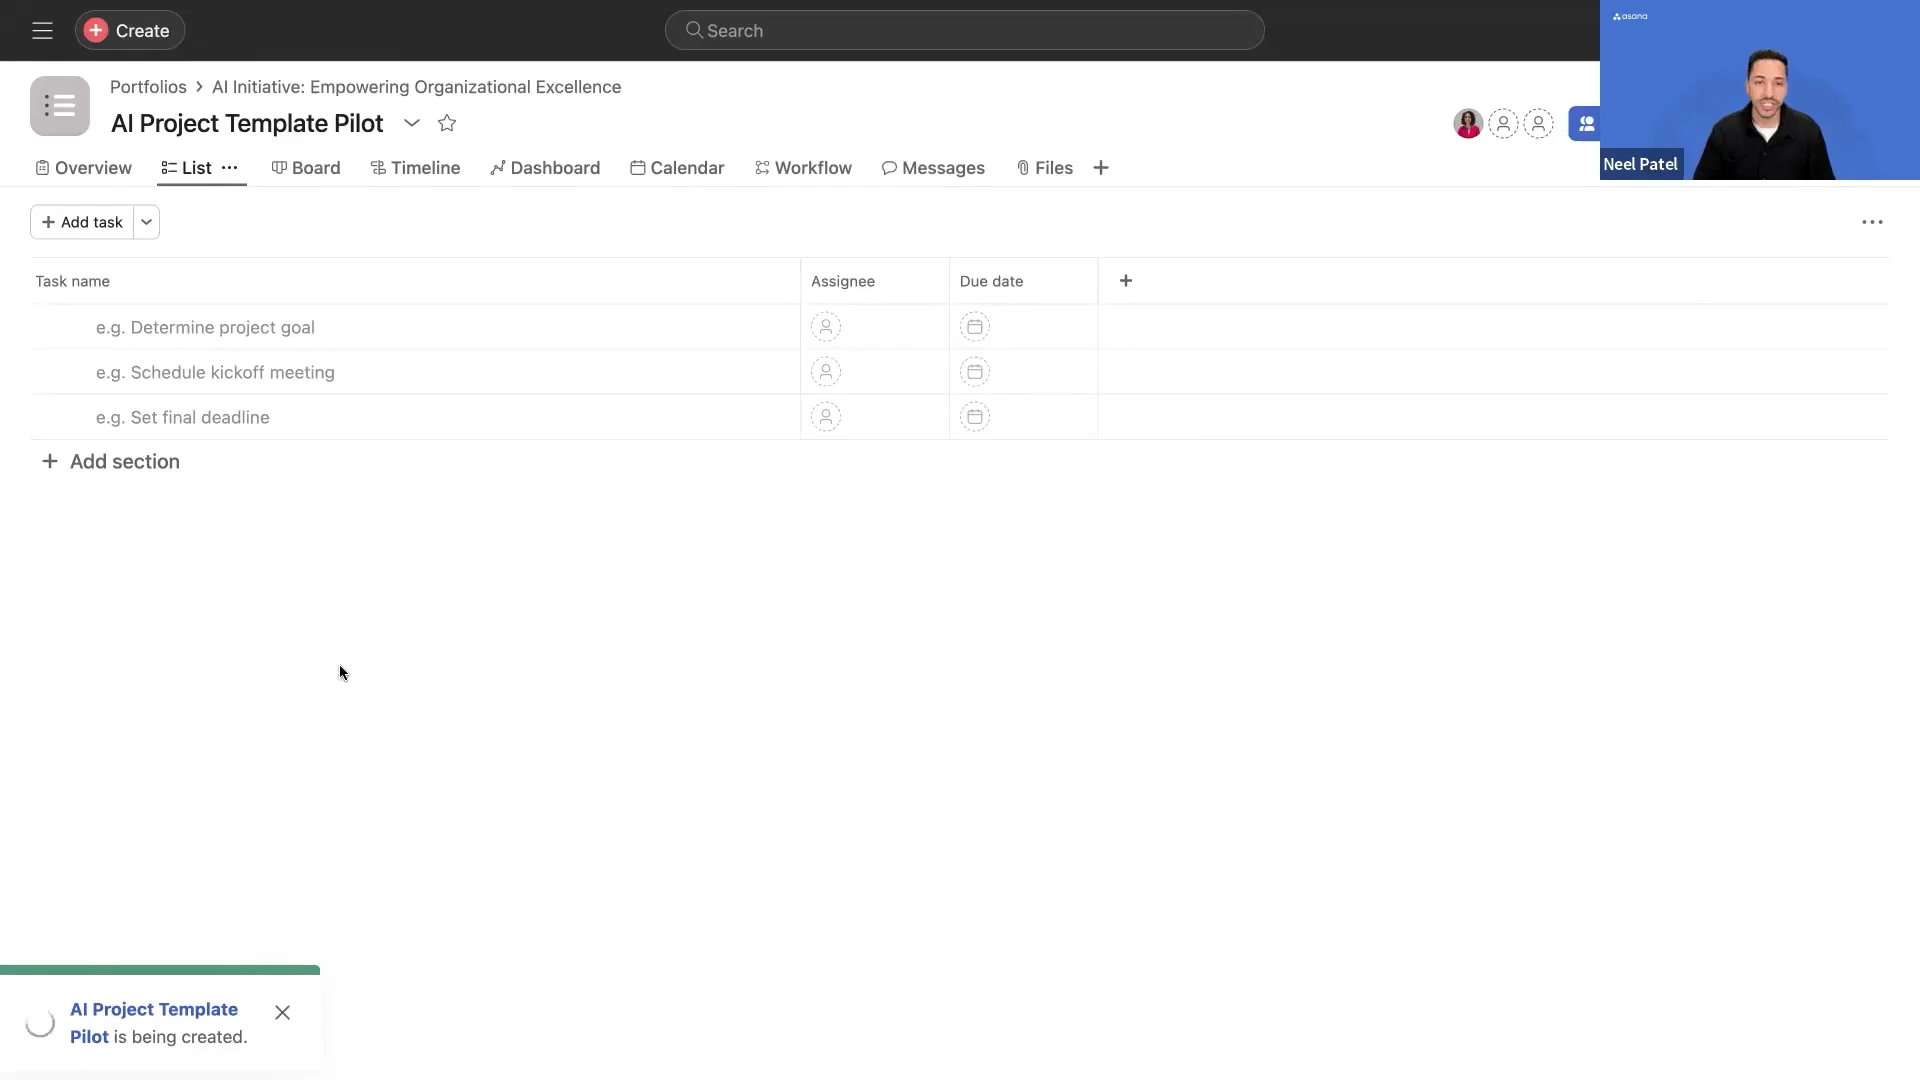 Create
Search
asana
Portfolios > AI Initiative: Empowering Organizational Excellence
AI Project Template Pilot
Overview List Board Timeline Dashboard Calendar Workflow Messages Files
Neel Patel
Add task
Task name Assignee Due date
e.g. Determine project goal
e.g. Schedule kickoff meeting
e.g. Set final deadline
Add section
AI Project Template
Pilot is being created.